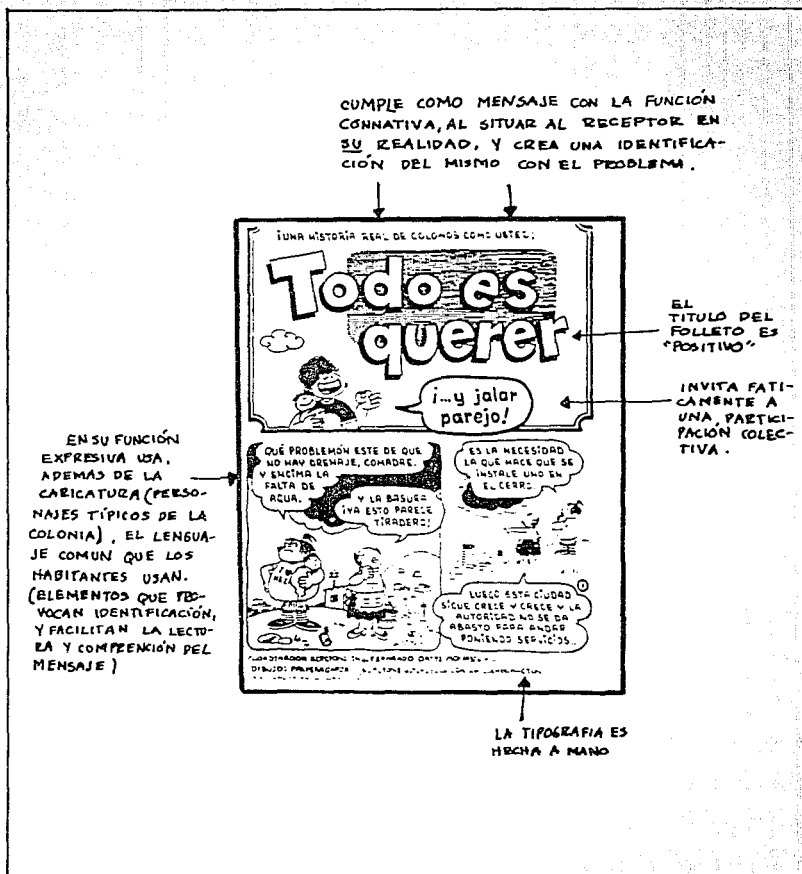 CUMPLE COMO MENSAJE CON LA FUNCIÓN
CONNATIVA, AL SITUAR AL RECEPTOR EN
SU REALIDAD, Y CREA UNA IDENTIFICA-
CIÓN DEL MISMO CON EL PROBLEMA.
¡UNA HISTORIA REAL DE COLONOS COMO USTED!
Todo es
querer
¡...y jalar
parejo!
EL
TITULO DEL
FOLLETO ES
"POSITIVO"
INVITA FATI-
CAMENTE A
UNA PARTICI-
PACIÓN COLEC-
TIVA.
EN SU FUNCIÓN
EXPRESIVA USA,
ADEMAS DE LA
CARICATURA (PERSO-
NAJES TÍPICOS DE LA
COLONIA), EL LENGUA-
JE COMUN QUE LOS
HABITANTES USAN.
(ELEMENTOS QUE PRO-
VOCAN IDENTIFICACIÓN,
Y FACILITAN LA LECTU-
RA Y COMPRENCIÓN DEL
MENSAJE)
QUÉ PROBLEMÓN ESTE DE QUE
NO HAY DRENAJE, COMADRE.
Y ENCIMA LA
FALTA DE
AGUA.
Y LA BASURA
¡YA ESTO PARECE
TIRADERO!
ES LA NECESIDAD
LA QUE HACE QUE SE
INSTALE UNO EN
EL CERRO
LUEGO ESTA CIUDAD
SIGUE CRECE Y CRECE Y LA
AUTORIDAD NO SE DA
ABASTO PARA ANDAR
PONIENDO SERVICIOS...
COORDINADOR FERNANDO
DIBUJOS
LA TIPOGRAFIA ES
HECHA A MANO